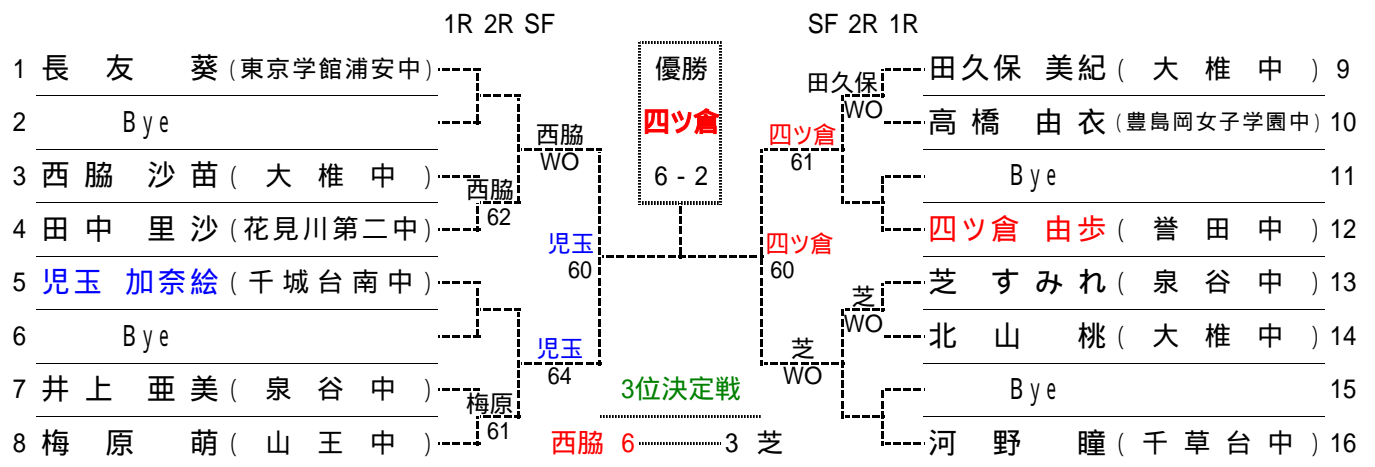 1R 2R SF
SF 2R 1R
1 長友 葵 (東京学館浦安中)
2 Bye
3 西脇 沙苗 (大椎中)
4 田中 里沙 (花見川第二中)
5 児玉 加奈絵 (千城台南中)
6 Bye
7 井上 亜美 (泉谷中)
8 梅原 萌 (山王中)
西脇
62
梅原
61
西脇
WO
児玉
64
児玉
60
優勝
四ツ倉
6 - 2
3位決定戦
西脇 6 3 芝
四ツ倉
60
四ツ倉
61
芝
WO
田久保
WO
芝
WO
田久保 美紀 (大椎中) 9
高橋 由衣 (豊島岡女子学園中) 10
Bye 11
四ツ倉 由歩 (誉田中) 12
芝 すみれ (泉谷中) 13
北山 桃 (大椎中) 14
Bye 15
河野 瞳 (千草台中) 16